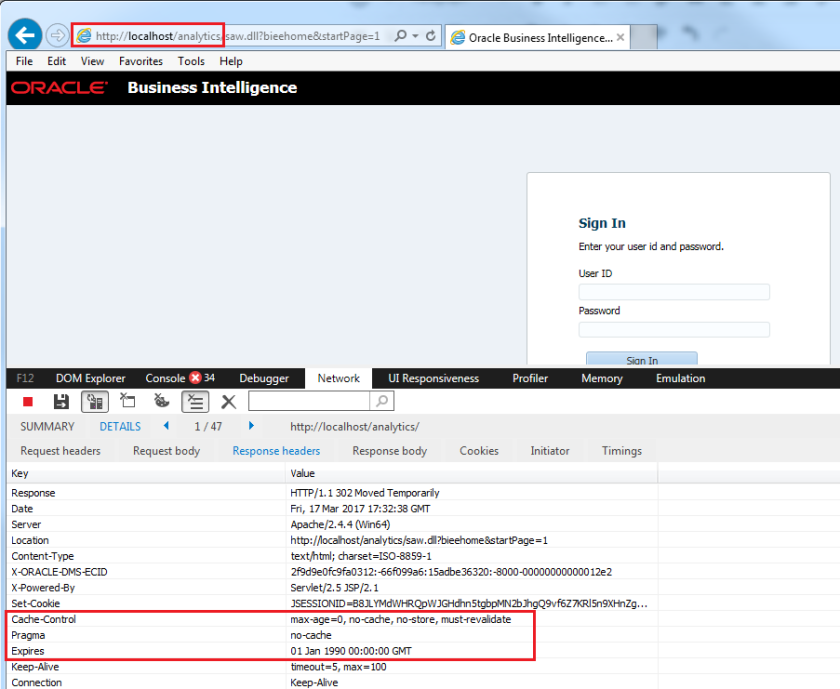 http://localhost/analytics/saw.dll?bieehome&startPage=1
Oracle Business Intelligence...
File Edit View Favorites Tools Help
ORACLE Business Intelligence
Sign In
Enter your user id and password.
User ID
Password
Sign In
F12 DOM Explorer Console 34 Debugger Network UI Responsiveness Profiler Memory Emulation
SUMMARY DETAILS 1 / 47 http://localhost/analytics/
Request headers Request body Response headers Response body Cookies Initiator Timings
Key Value
Response HTTP/1.1 302 Moved Temporarily
Date Fri, 17 Mar 2017 17:32:38 GMT
Server Apache/2.4.4 (Win64)
Location http://localhost/analytics/saw.dll?bieehome&startPage=1
Content-Type text/html; charset=ISO-8859-1
X-ORACLE-DMS-ECID 2f9d9e0fc9fa0312:-66f099a6:15adbe36320:-8000-00000000000012e2
X-Powered-By Servlet/2.5 JSP/2.1
Set-Cookie JSESSIONID=B8JLYMdWHRQpWJGHdhn5tgbpMN2bJhgQ9vf6Z7KRl5n9XHnZg...
Cache-Control max-age=0, no-cache, no-store, must-revalidate
Pragma no-cache
Expires 01 Jan 1990 00:00:00 GMT
Keep-Alive timeout=5, max=100
Connection Keep-Alive